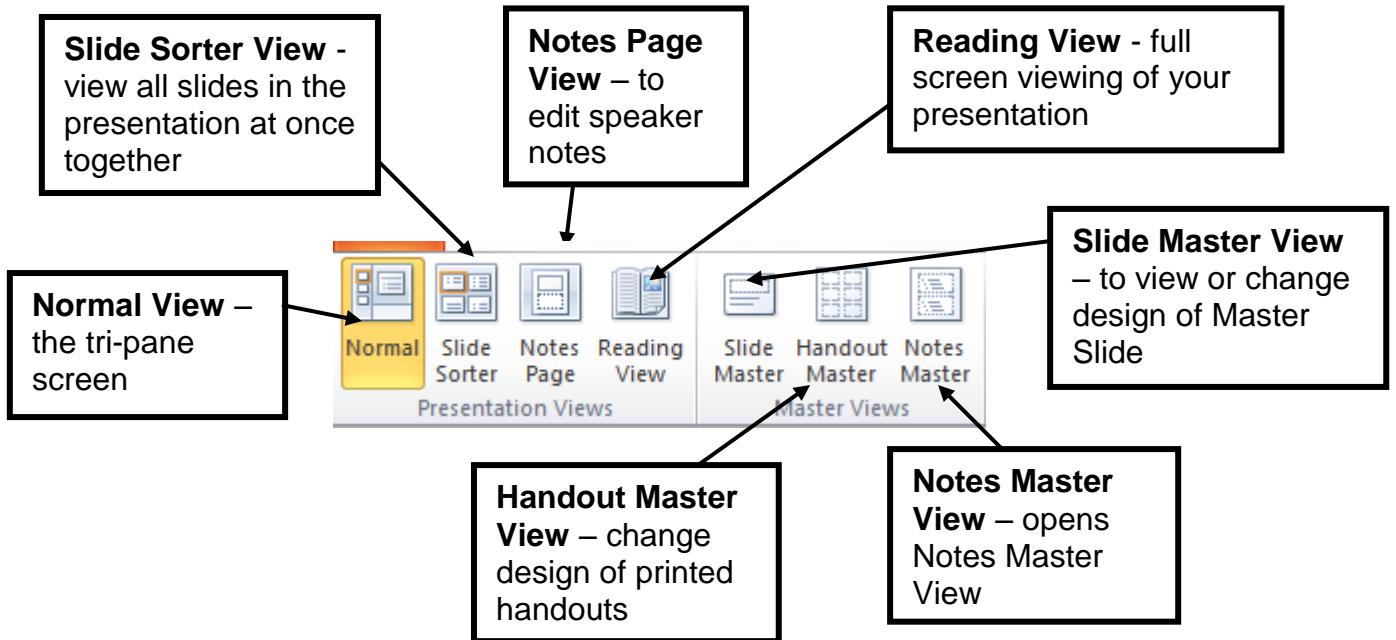 Slide Sorter View -
view all slides in the
presentation at once
together
Notes Page
View – to
edit speaker
notes
Reading View - full
screen viewing of your
presentation
Slide Master View
– to view or change
design of Master
Slide
Normal View –
the tri-pane
screen
Normal
Slide
Sorter
Notes
Page
Reading
View
Slide
Master
Handout
Master
Notes
Master
Presentation Views
Master Views
Handout Master
View – change
design of printed
handouts
Notes Master
View – opens
Notes Master
View